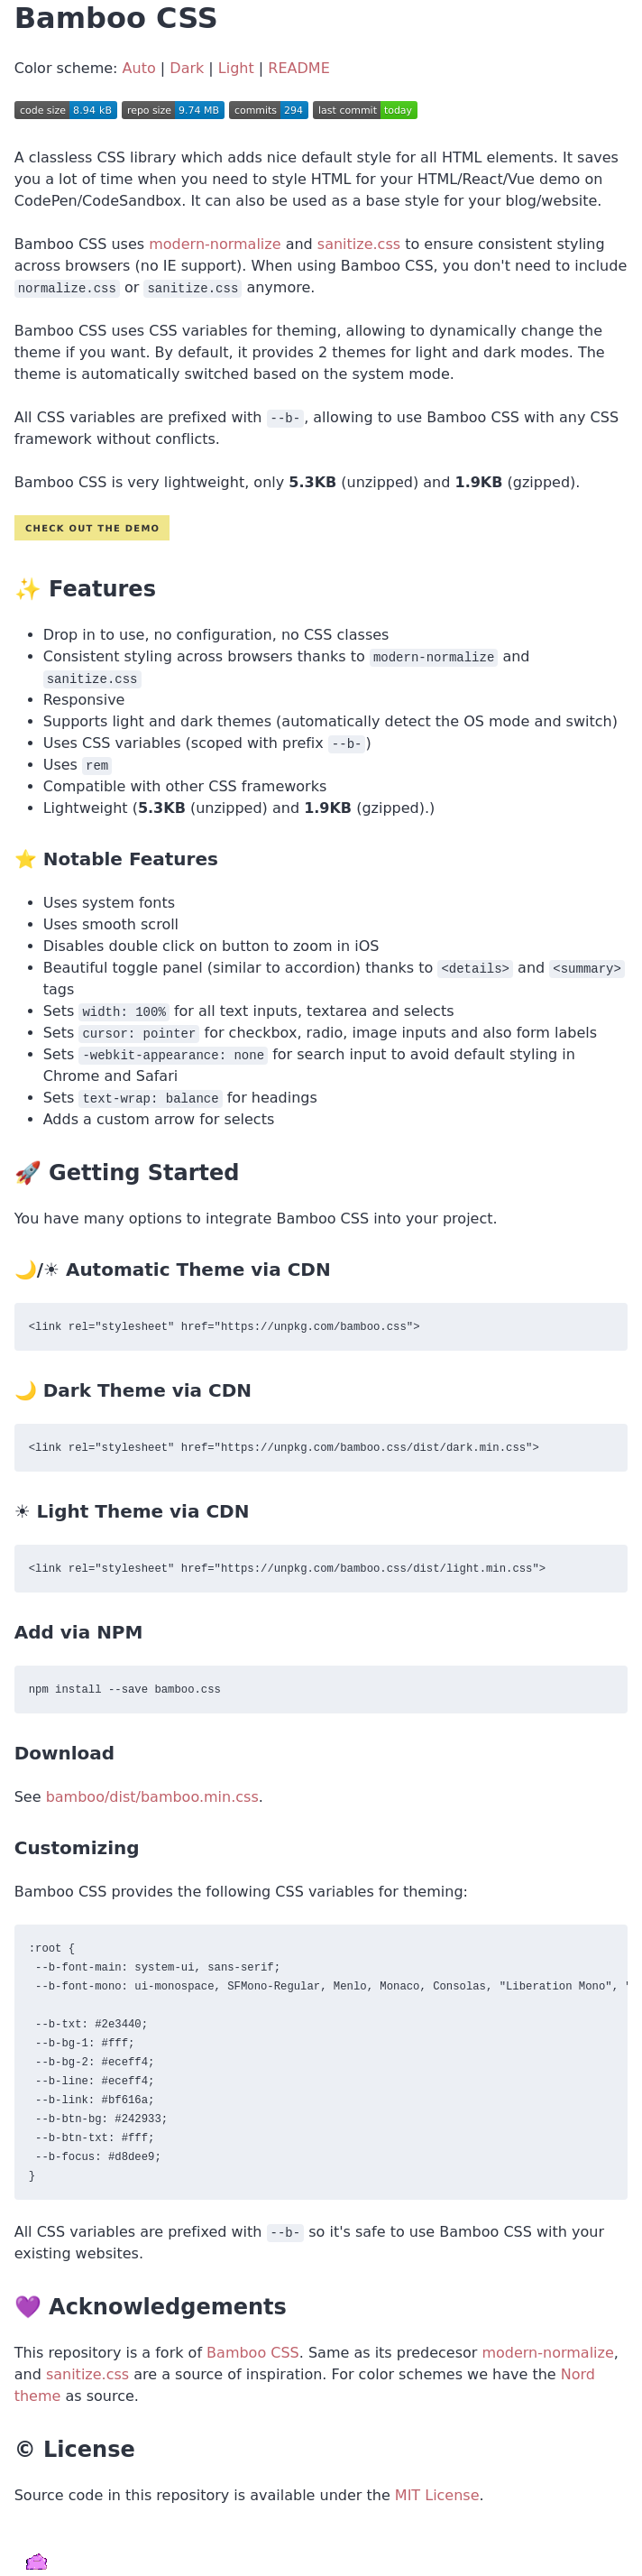 Bamboo CSS
Color scheme: Auto | Dark | Light | README
code size 8.94 kB repo size 9.74 MB commits 294 last commit today
A classless CSS library which adds nice default style for all HTML elements. It saves
you a lot of time when you need to style HTML for your HTML/React/Vue demo on
CodePen/CodeSandbox. It can also be used as a base style for your blog/website.
Bamboo CSS uses modern-normalize and sanitize.css to ensure consistent styling
across browsers (no IE support). When using Bamboo CSS, you don't need to include
normalize.css or sanitize.css anymore.
Bamboo CSS uses CSS variables for theming, allowing to dynamically change the
theme if you want. By default, it provides 2 themes for light and dark modes. The
theme is automatically switched based on the system mode.
All CSS variables are prefixed with --b-, allowing to use Bamboo CSS with any CSS
framework without conflicts.
Bamboo CSS is very lightweight, only 5.3KB (unzipped) and 1.9KB (gzipped).
CHECK OUT THE DEMO
✨ Features
• Drop in to use, no configuration, no CSS classes
• Consistent styling across browsers thanks to modern-normalize and
sanitize.css
• Responsive
• Supports light and dark themes (automatically detect the OS mode and switch)
• Uses CSS variables (scoped with prefix --b-)
• Uses rem
• Compatible with other CSS frameworks
• Lightweight (5.3KB (unzipped) and 1.9KB (gzipped).)
⭐ Notable Features
• Uses system fonts
• Uses smooth scroll
• Disables double click on button to zoom in iOS
• Beautiful toggle panel (similar to accordion) thanks to <details> and <summary>
tags
• Sets width: 100% for all text inputs, textarea and selects
• Sets cursor: pointer for checkbox, radio, image inputs and also form labels
• Sets -webkit-appearance: none for search input to avoid default styling in
Chrome and Safari
• Sets text-wrap: balance for headings
• Adds a custom arrow for selects
🚀 Getting Started
You have many options to integrate Bamboo CSS into your project.
🌙/☀ Automatic Theme via CDN
<link rel="stylesheet" href="https://unpkg.com/bamboo.css">
🌙 Dark Theme via CDN
<link rel="stylesheet" href="https://unpkg.com/bamboo.css/dist/dark.min.css">
☀ Light Theme via CDN
<link rel="stylesheet" href="https://unpkg.com/bamboo.css/dist/light.min.css">
Add via NPM
npm install --save bamboo.css
Download
See bamboo/dist/bamboo.min.css.
Customizing
Bamboo CSS provides the following CSS variables for theming:
:root {
--b-font-main: system-ui, sans-serif;
--b-font-mono: ui-monospace, SFMono-Regular, Menlo, Monaco, Consolas, "Liberation Mono", "
--b-txt: #2e3440;
--b-bg-1: #fff;
--b-bg-2: #eceff4;
--b-line: #eceff4;
--b-link: #bf616a;
--b-btn-bg: #242933;
--b-btn-txt: #fff;
--b-focus: #d8dee9;
}
All CSS variables are prefixed with --b- so it's safe to use Bamboo CSS with your
existing websites.
💜 Acknowledgements
This repository is a fork of Bamboo CSS. Same as its predecesor modern-normalize,
and sanitize.css are a source of inspiration. For color schemes we have the Nord
theme as source.
© License
Source code in this repository is available under the MIT License.